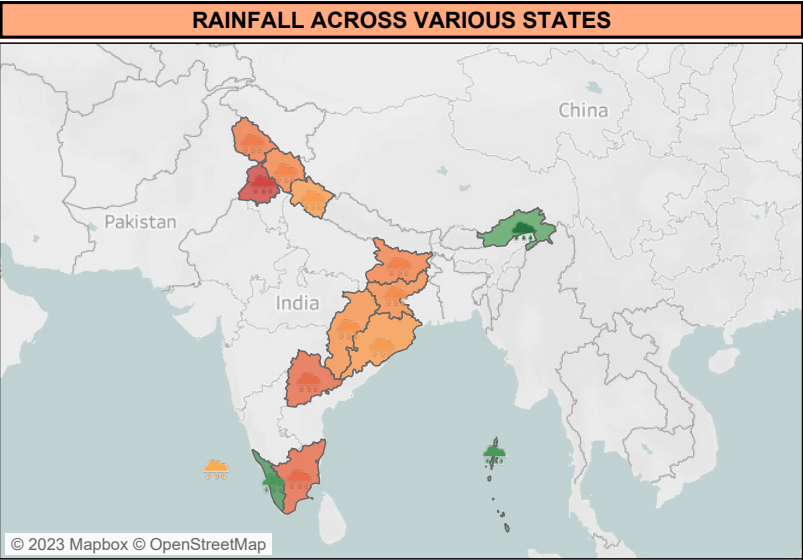 RAINFALL ACROSS VARIOUS STATES
China
Pakistan
India
© 2023 Mapbox © OpenStreetMap